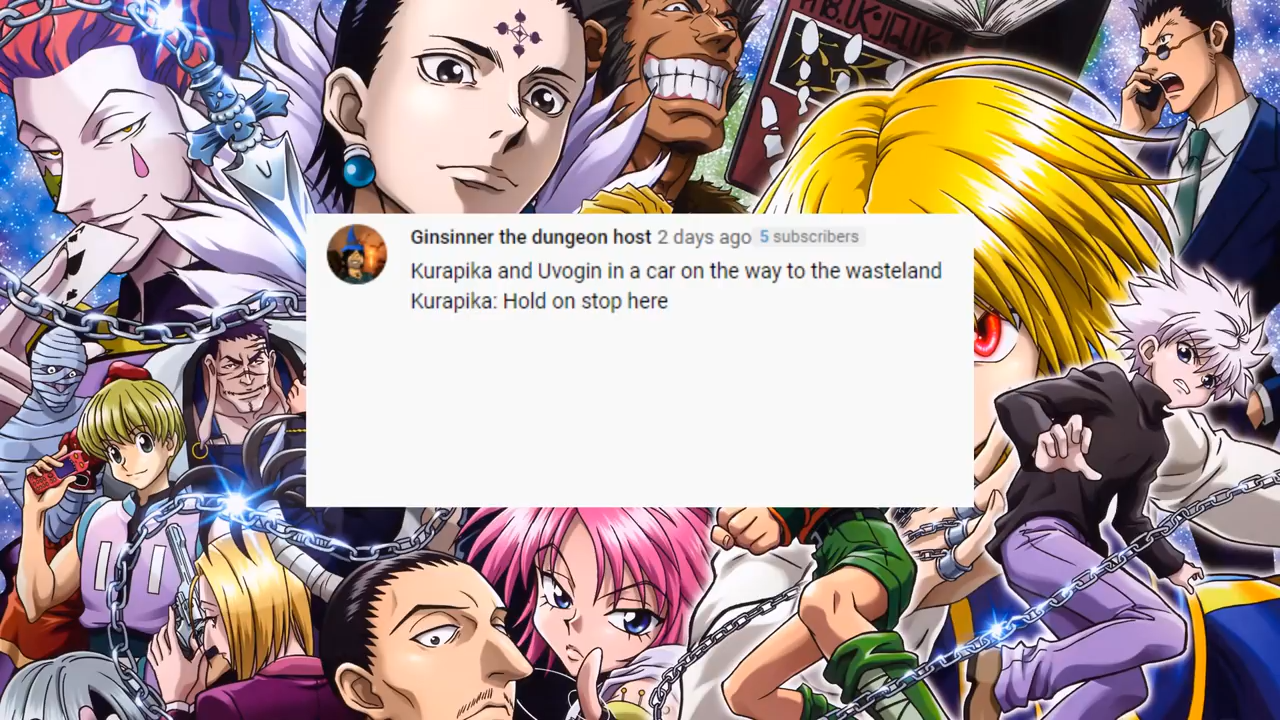 Ginsinner the dungeon host 2 days ago 5 subscribers
Kurapika and Uvogin in a car on the way to the wasteland
Kurapika: Hold on stop here